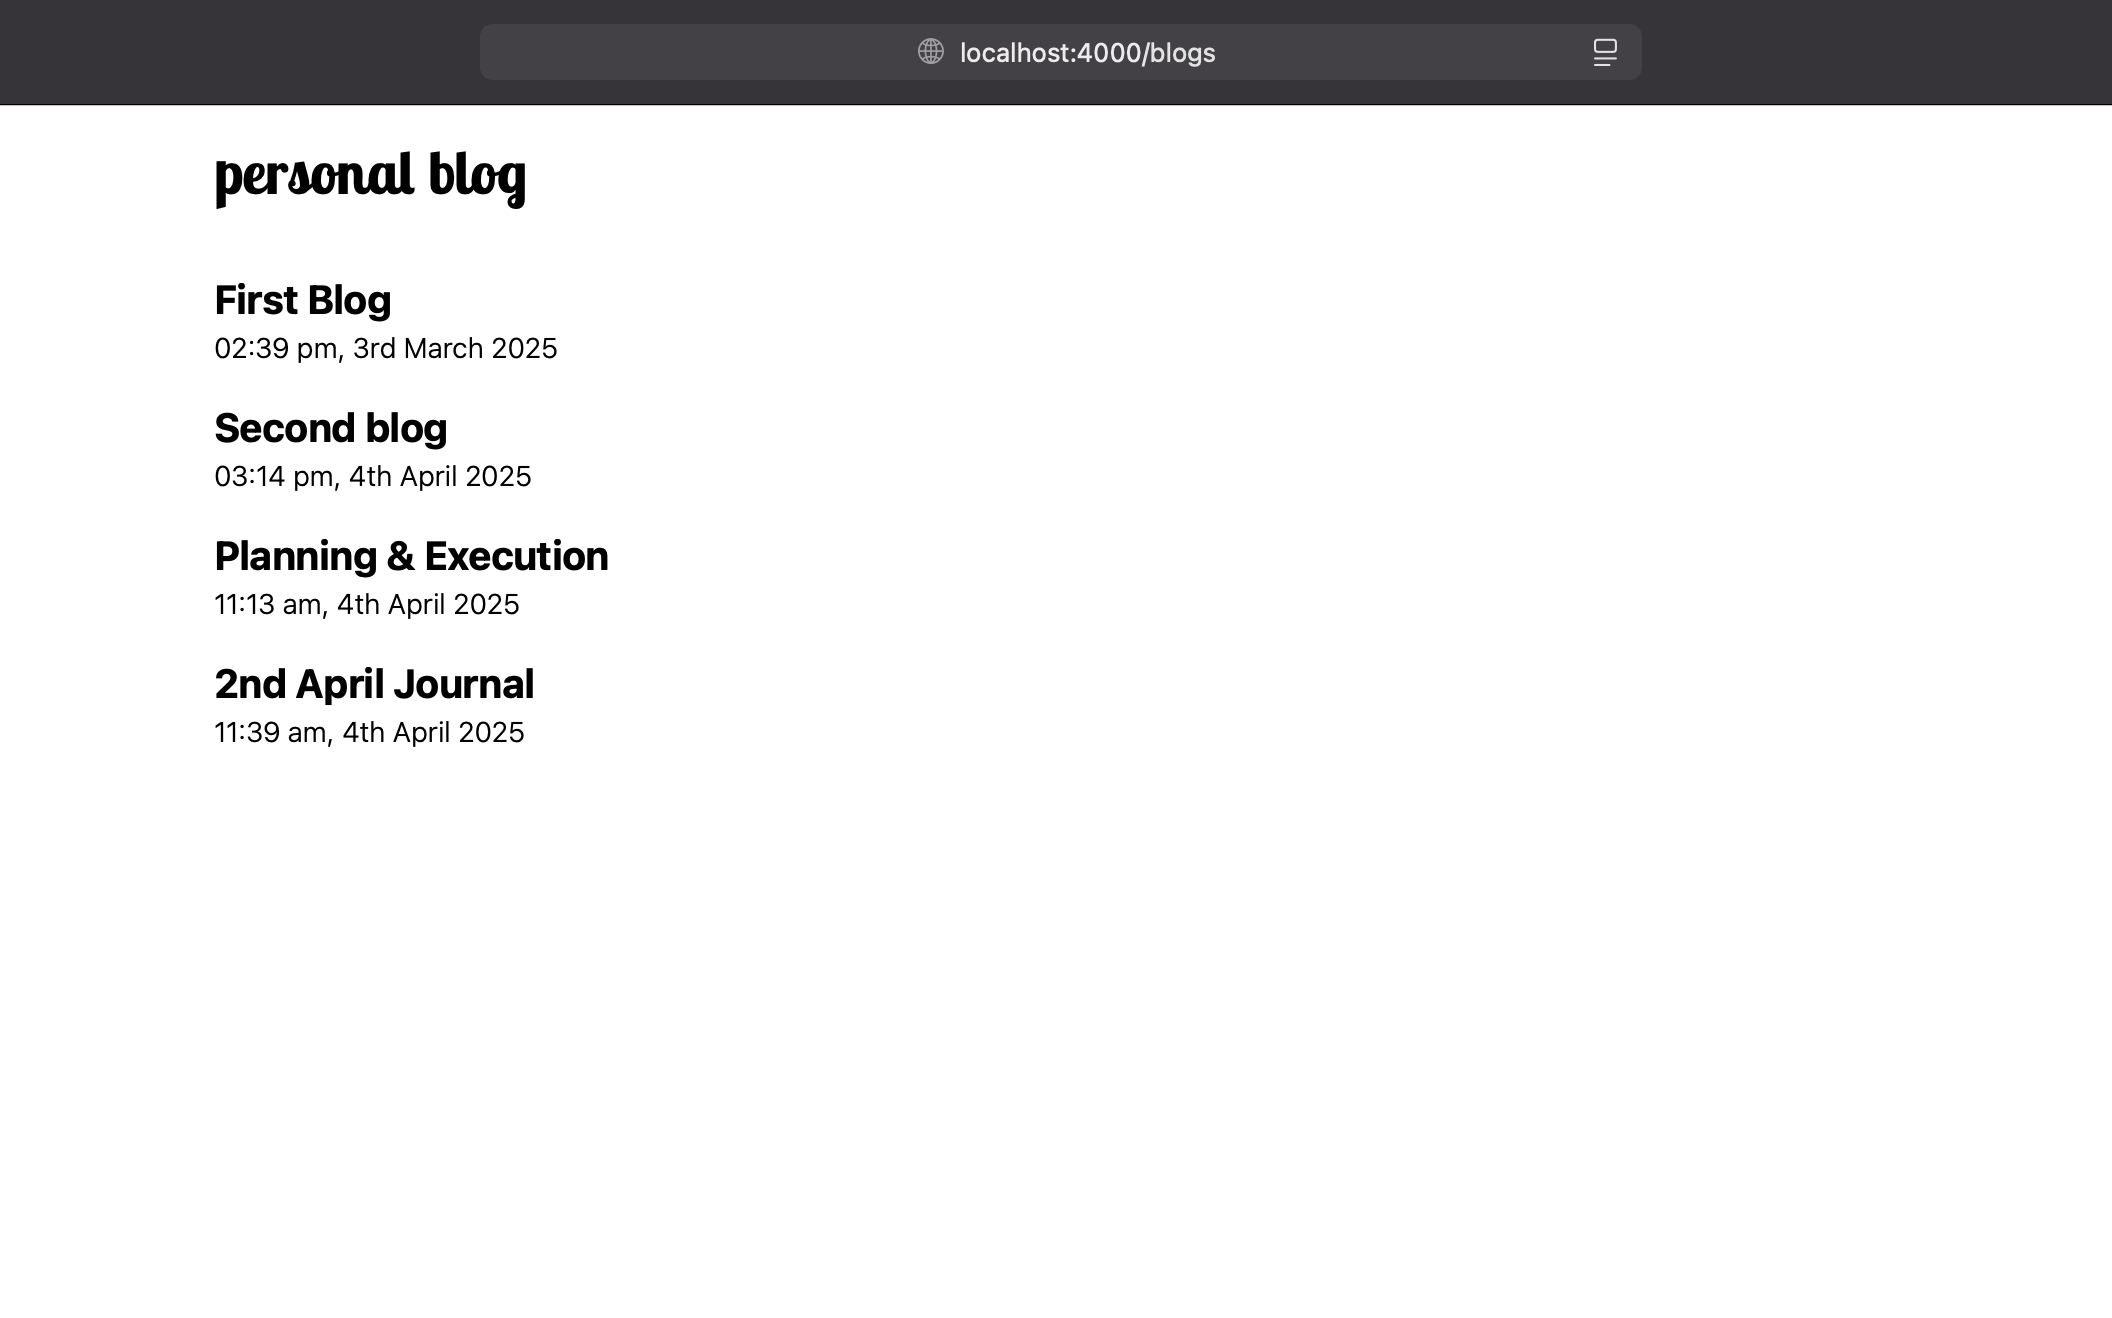 localhost:4000/blogs
personal blog
First Blog
02:39 pm, 3rd March 2025
Second blog
03:14 pm, 4th April 2025
Planning & Execution
11:13 am, 4th April 2025
2nd April Journal
11:39 am, 4th April 2025